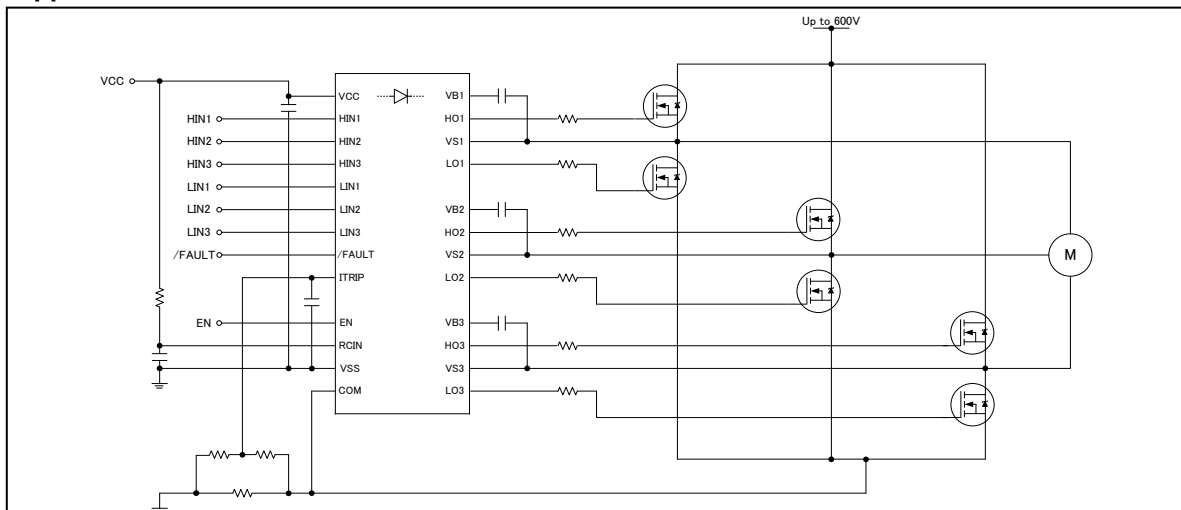 Up to 600V
VCC
VCC
VB1
HIN1
HIN1
HO1
HIN2
HIN2
VS1
HIN3
HIN3
LO1
LIN1
LIN1
LIN2
LIN2
VB2
LIN3
LIN3
HO2
/FAULT
/FAULT
VS2
ITRIP
LO2
M
EN
EN
VB3
RCIN
HO3
VSS
VS3
COM
LO3